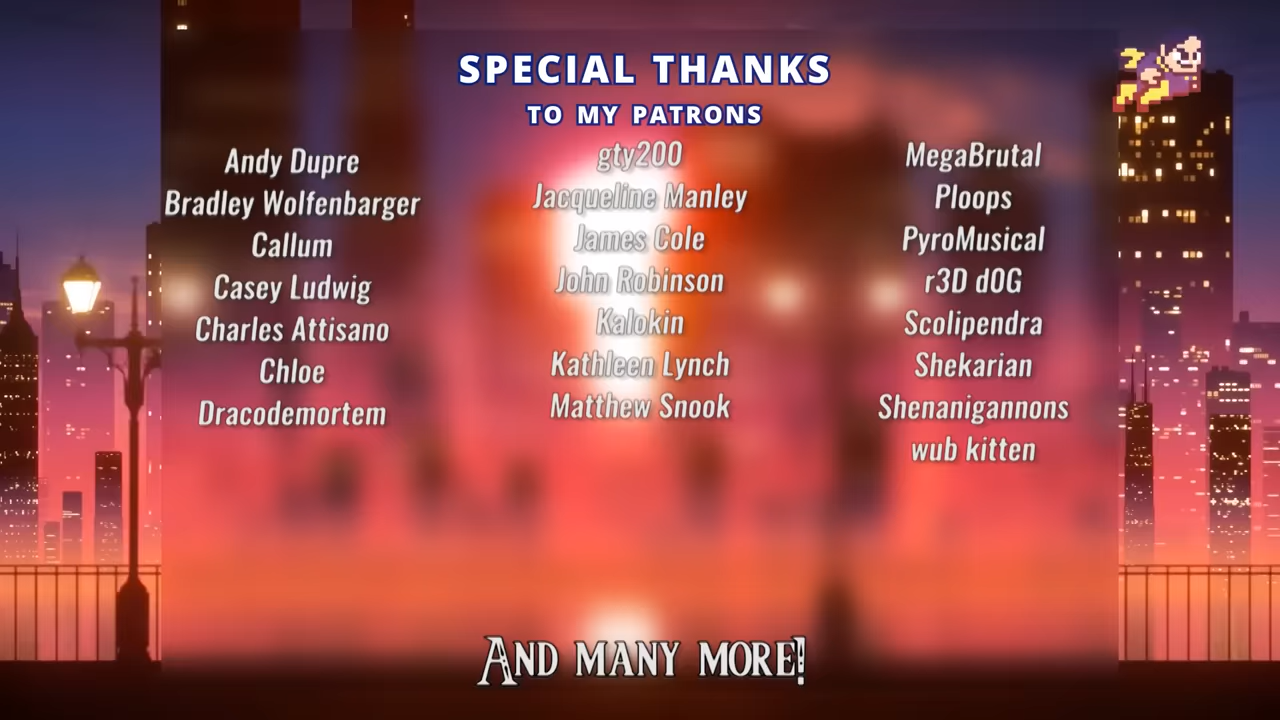 SPECIAL THANKS
TO MY PATRONS
Andy Dupre
Bradley Wolfenbarger
Callum
Casey Ludwig
Charles Attisano
Chloe
Dracodemortem
gty200
Jacqueline Manley
James Cole
John Robinson
Kalokin
Kathleen Lynch
Matthew Snook
MegaBrutal
Ploops
PyroMusical
r3D d0G
Scolipendra
Shekarian
Shenanigannons
wub kitten
AND MANY MORE!